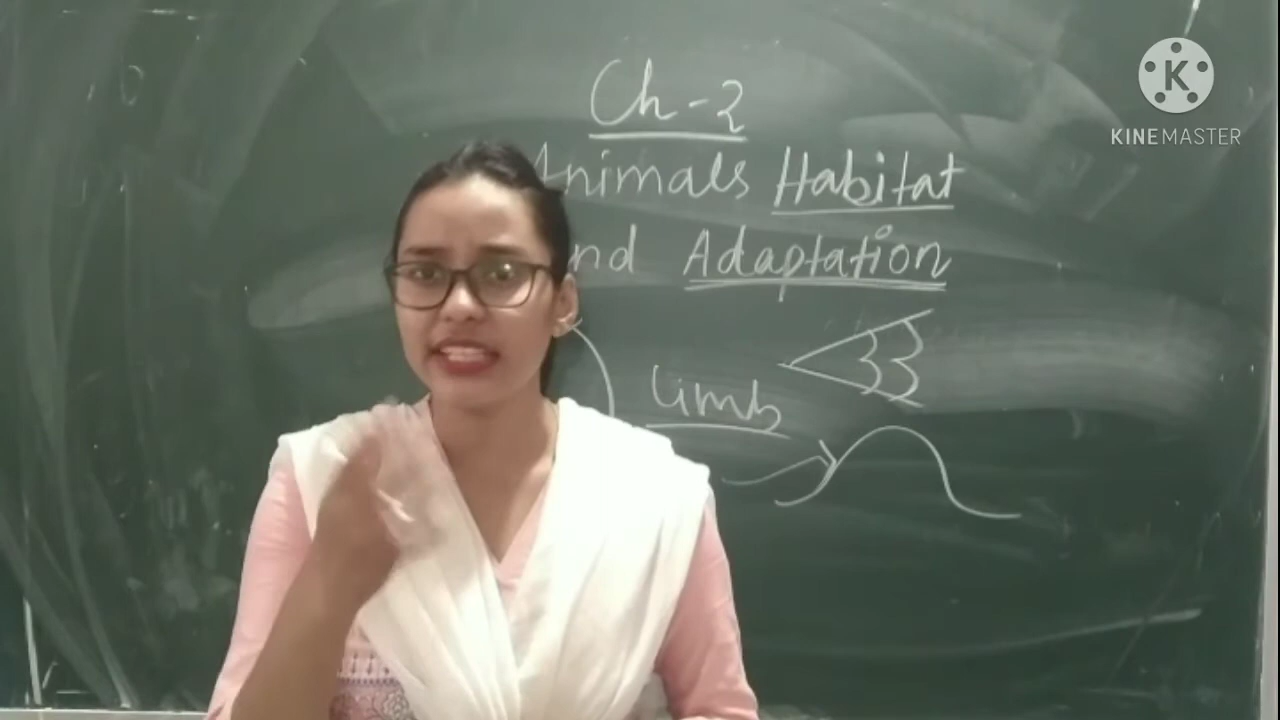 Ch-2
Animals Habitat
and Adaptation
limb
K
KINEMASTER